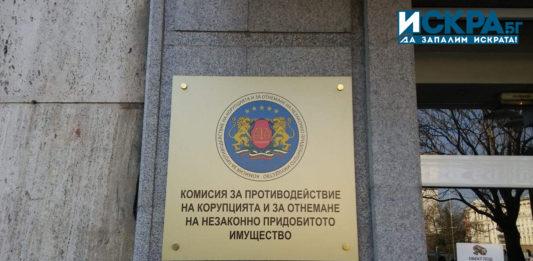 ИСКРА.БГ
ДА ЗАПАЛИМ ИСКРАТА!
КОМИСИЯ ЗА ПРОТИВОДЕЙСТВИЕ
НА КОРУПЦИЯТА И ЗА ОТНЕМАНЕ
НА НЕЗАКОННО ПРИДОБИТОТО
ИМУЩЕСТВО